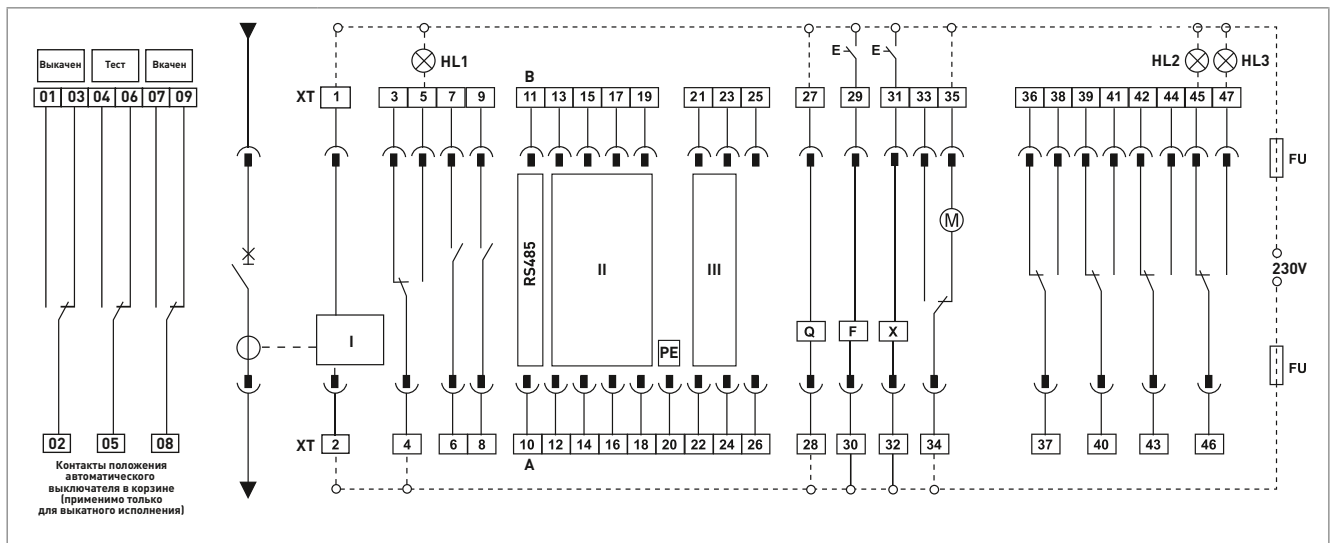 Выкачен Тест Вкачен
01 03 04 06 07 09
02 05 08
Контакты положения
автоматического
выключателя в корзине
(применимо только
для выкатного исполнения)
HL1 E E HL2 HL3
B
XT 1 3 5 7 9 11 13 15 17 19 21 23 25 27 29 31 33 35 36 38 39 41 42 44 45 47
FU
M
RS485 II III
230V
I Q F X
PE
FU
XT 2 4 6 8 10 12 14 16 18 20 22 24 26 28 30 32 34 37 40 43 46
A